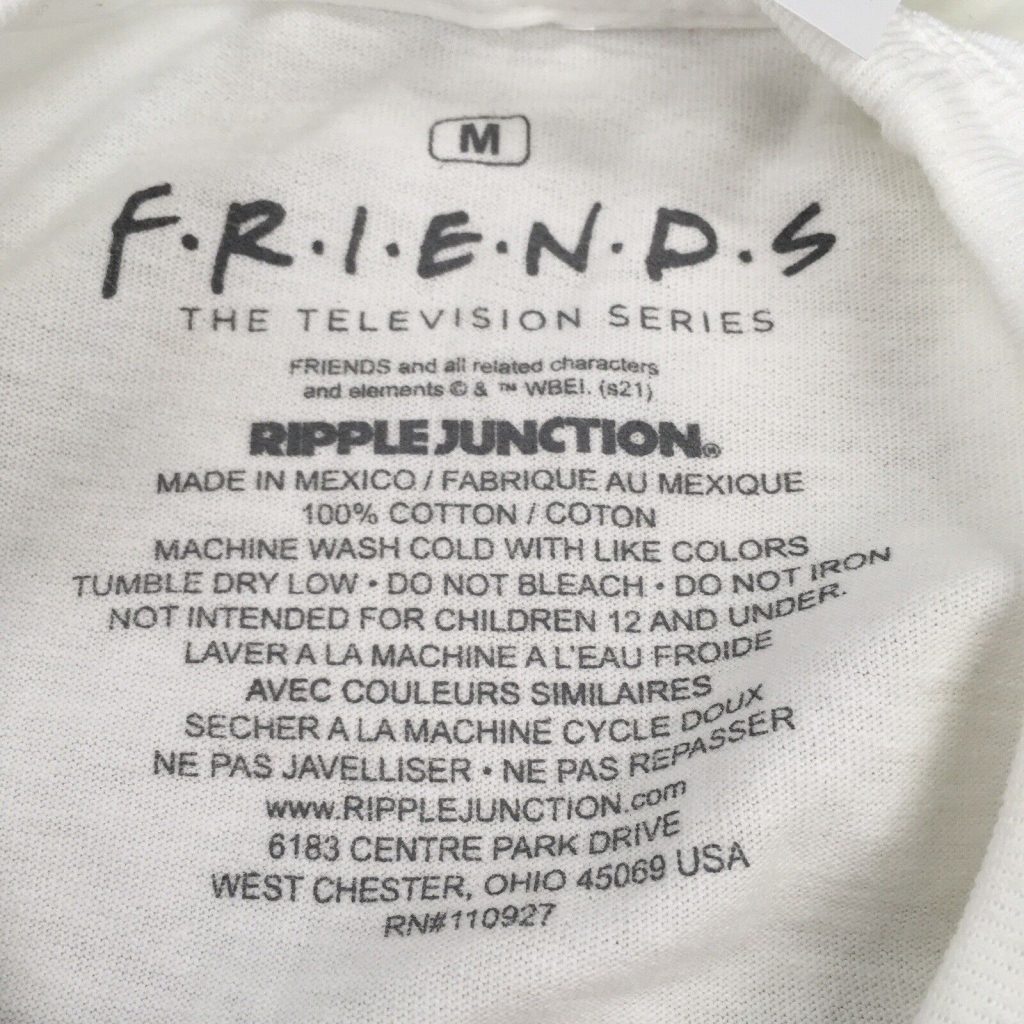 M
F.R.I.E.N.D.S
THE TELEVISION SERIES
FRIENDS and all related characters
and elements © & ™ WBEI. (s21)
RIPPLE JUNCTION®
MADE IN MEXICO / FABRIQUE AU MEXIQUE
100% COTTON / COTON
MACHINE WASH COLD WITH LIKE COLORS
TUMBLE DRY LOW • DO NOT BLEACH • DO NOT IRON
NOT INTENDED FOR CHILDREN 12 AND UNDER.
LAVER A LA MACHINE A L'EAU FROIDE
AVEC COULEURS SIMILAIRES
SECHER A LA MACHINE CYCLE DOUX
NE PAS JAVELLISER • NE PAS REPASSER
www.RIPPLEJUNCTION.com
6183 CENTRE PARK DRIVE
WEST CHESTER, OHIO 45069 USA
RN#110927